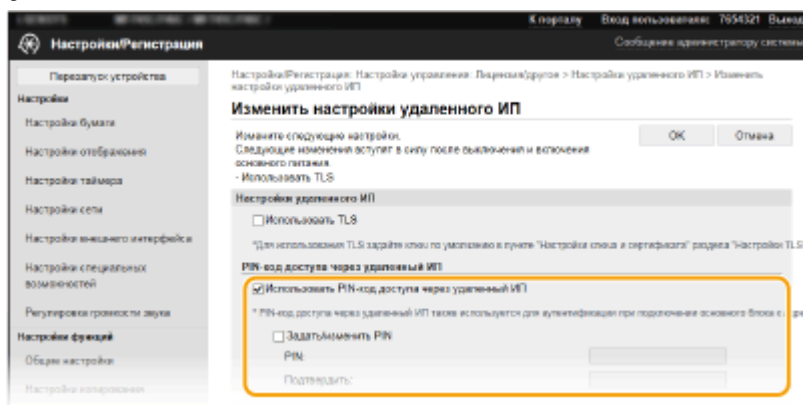 К порталу Вход пользователя: 7654321 Выход
Настройки/Регистрация
Сообщение администратору системы
Перезапуск устройства
Настройки
Настройки бумаги
Настройки отображения
Настройки таймера
Настройки сети
Настройки внешнего интерфейса
Настройки специальных
возможностей
Регулировка громкости звука
Настройки функций
Общие настройки
Настройки копирования
Настройки/Регистрация: Настройки управления: Лицензия/другое > Настройки удаленного ИП > Изменить
настройки удаленного ИП
Изменить настройки удаленного ИП
Измените следующие настройки.
Следующие изменения вступят в силу после выключения и включения
основного питания.
- Использовать TLS
OK Отмена
Настройки удаленного ИП
Использовать TLS
*Для использования TLS задайте ключ по умолчанию в пункте "Настройки ключа и сертификата" раздела "Настройки TLS
PIN-код доступа через удаленный ИП
Использовать PIN-код доступа через удаленный ИП
* PIN-код доступа через удаленный ИП также используется для аутентификации при подключении основного блока к
Задать/изменить PIN
PIN:
Подтвердить: